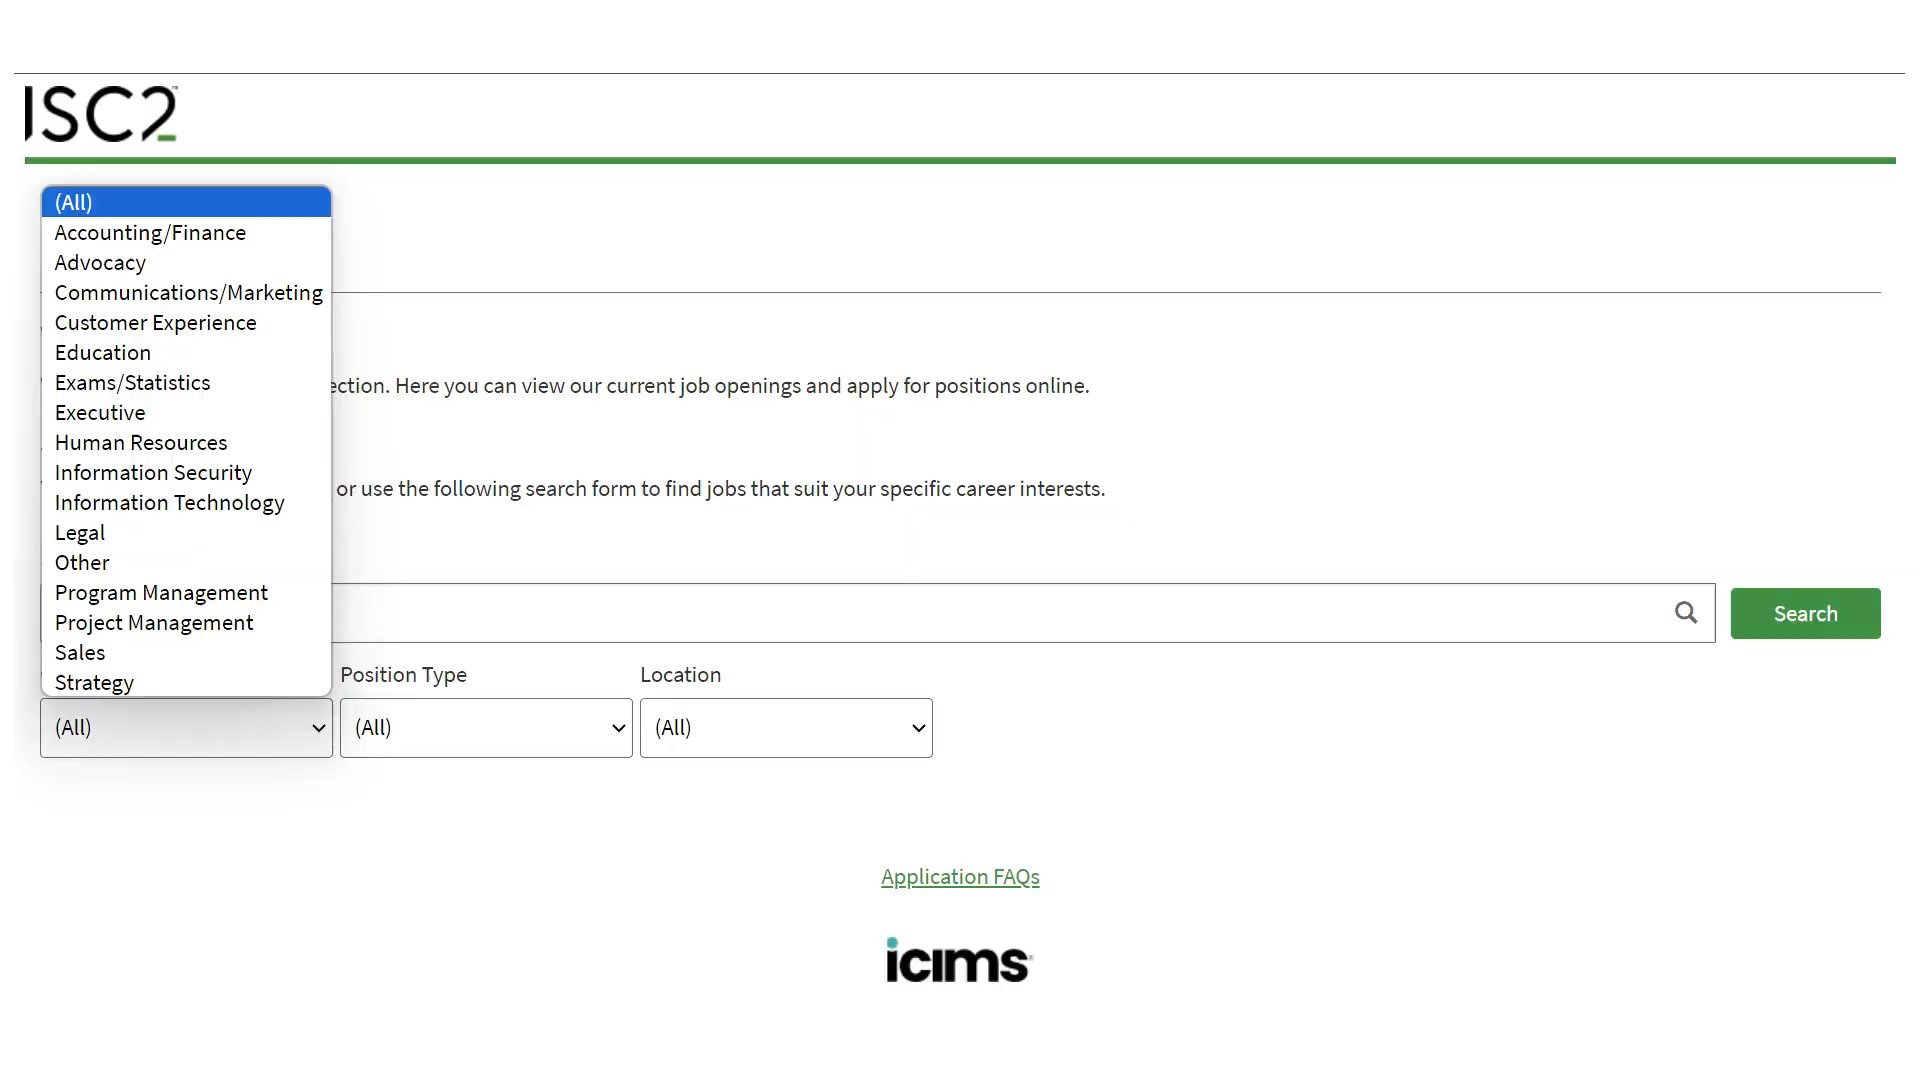 ISC2
(All)
Accounting/Finance
Advocacy
Communications/Marketing
Customer Experience
Education
Exams/Statistics
Executive
Human Resources
Information Security
Information Technology
Legal
Other
Program Management
Project Management
Sales
Strategy
ection. Here you can view our current job openings and apply for positions online.
or use the following search form to find jobs that suit your specific career interests.
Search
Position Type
Location
(All)
(All)
(All)
Application FAQs
icims